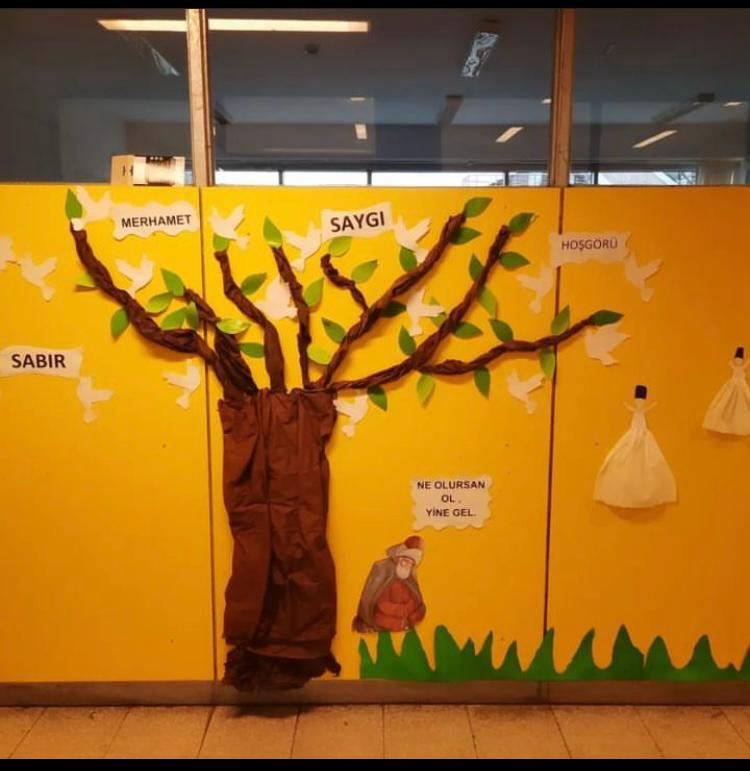 MERHAMET
SAYGI
HOŞGÖRÜ
SABIR
NE OLURSAN
OL ,
YİNE GEL.